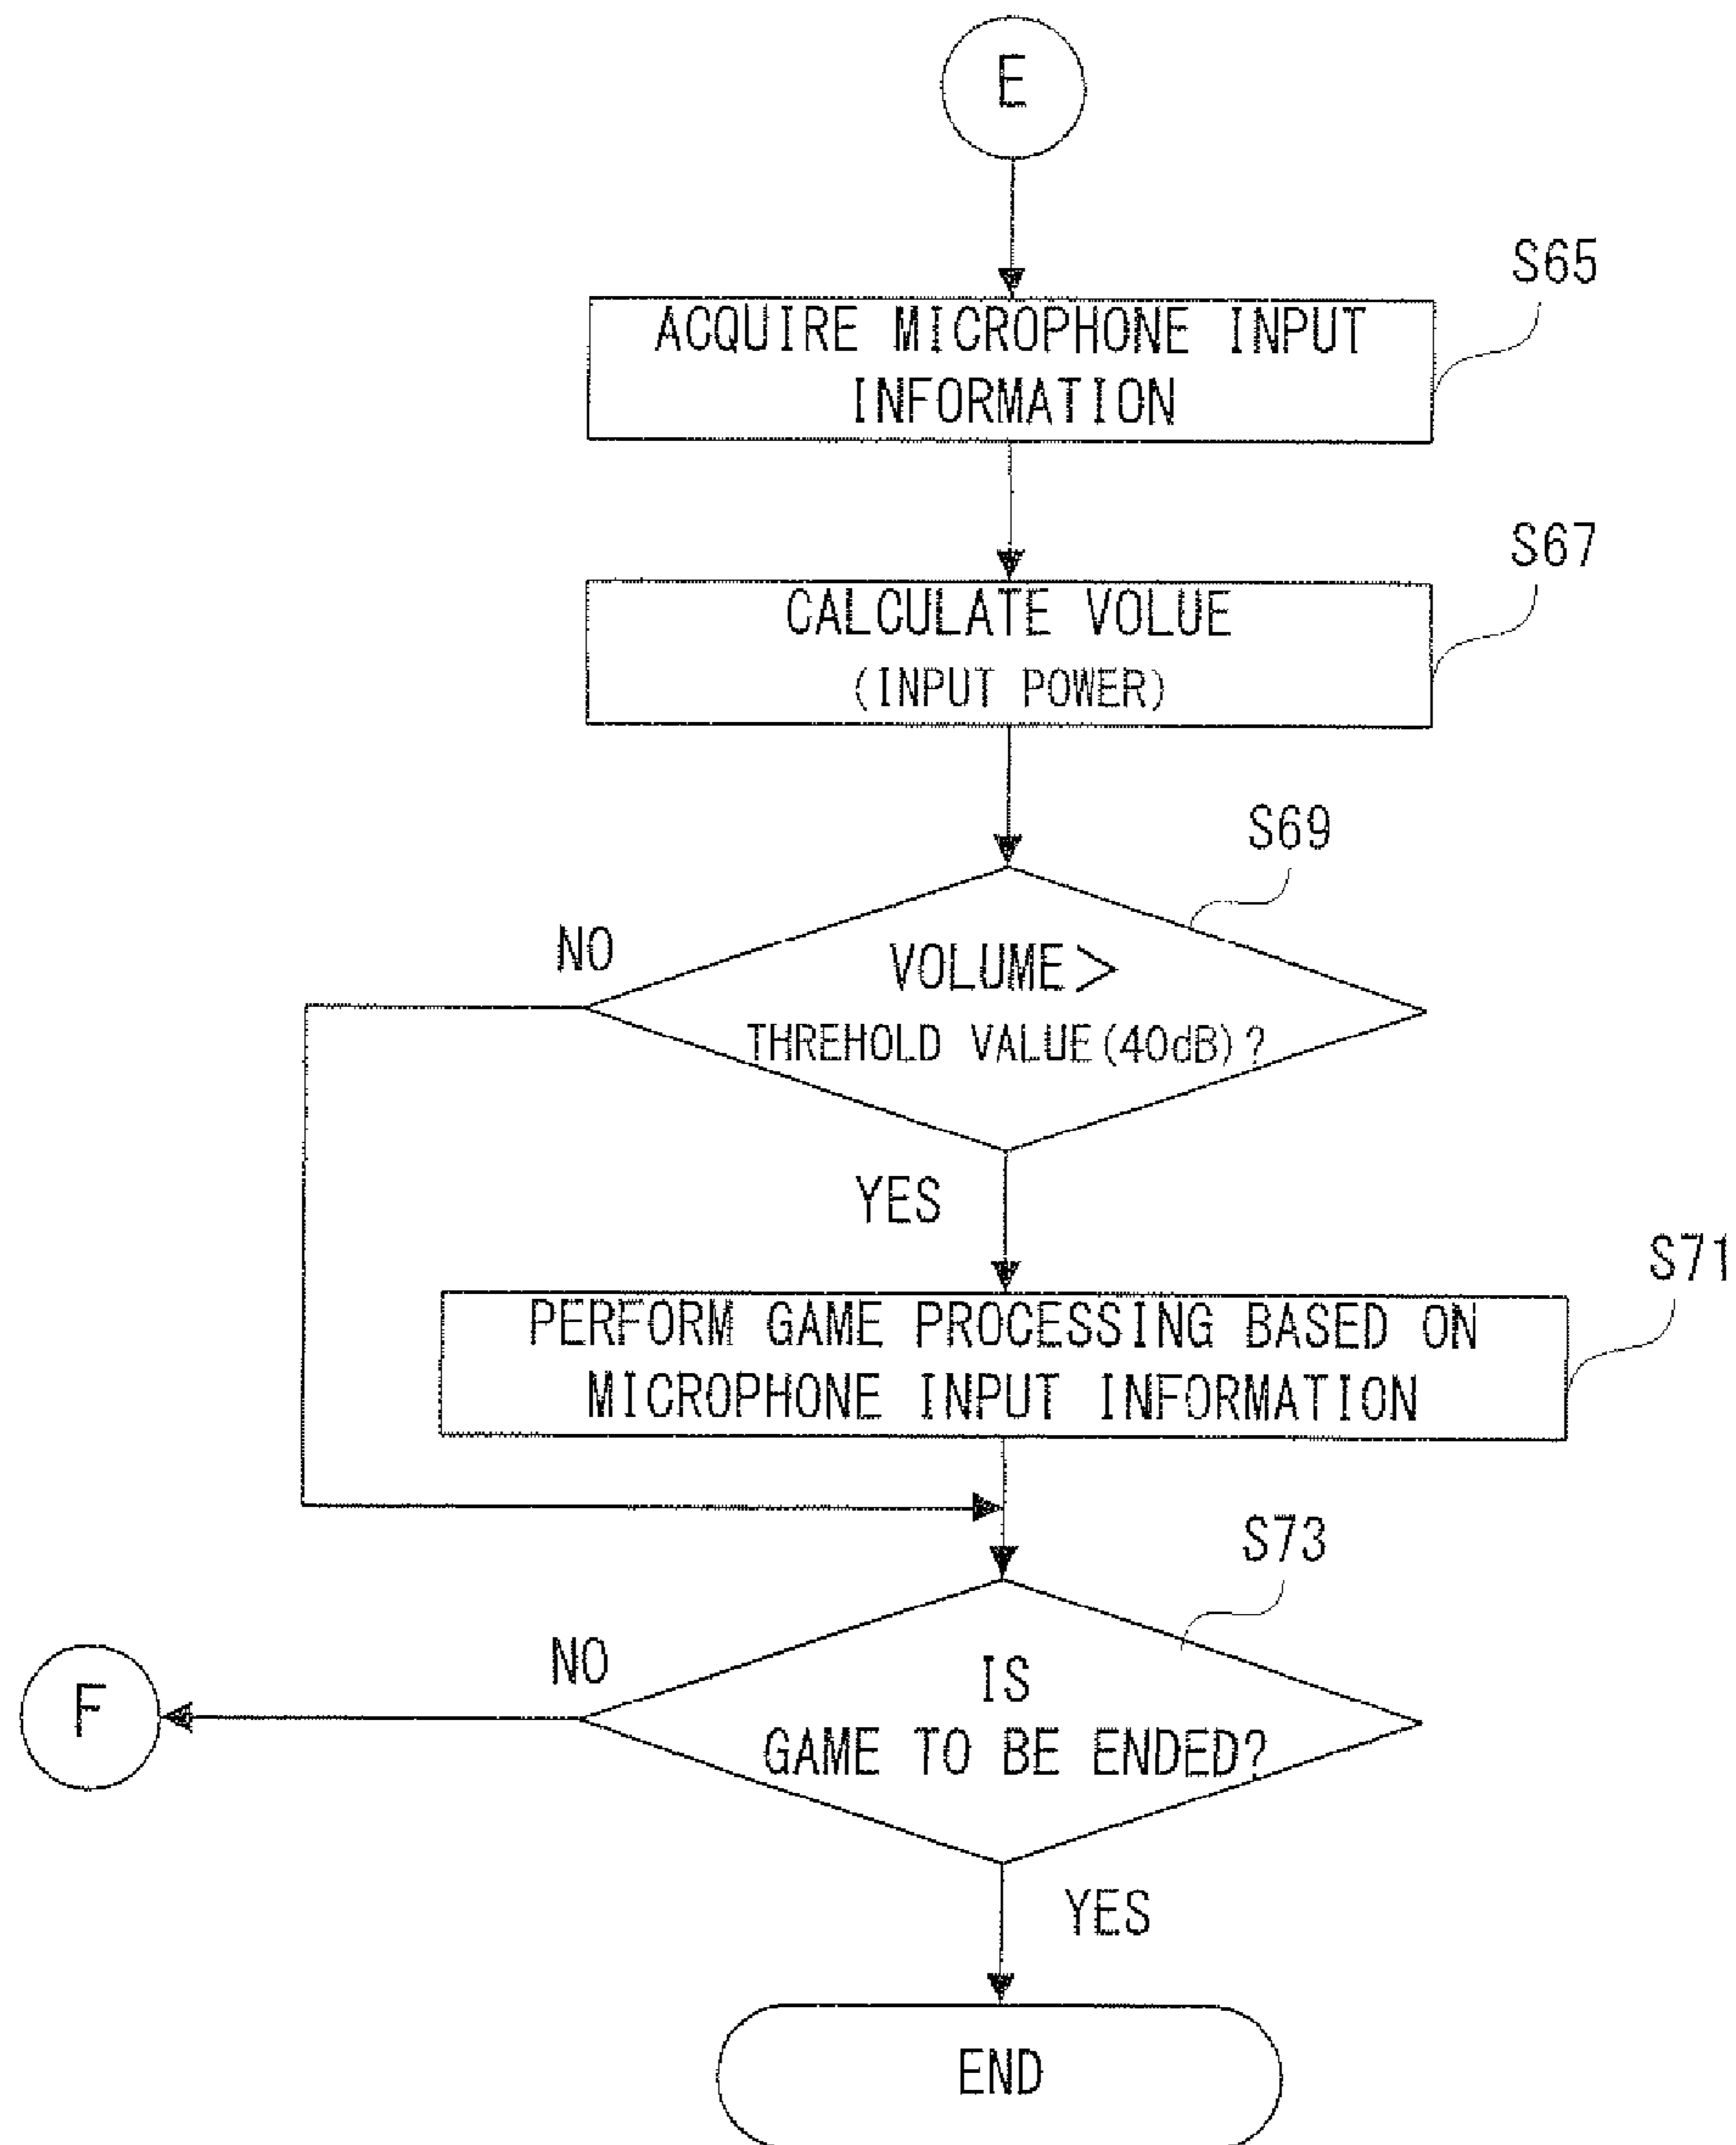 E
S65
ACQUIRE MICROPHONE INPUT
INFORMATION
S67
CALCULATE VOLUE
(INPUT POWER)
S69
NO
VOLUME>
THREHOLD VALUE(40dB)?
YES
S71
PERFORM GAME PROCESSING BASED ON
MICROPHONE INPUT INFORMATION
S73
NO
F
IS
GAME TO BE ENDED?
YES
END